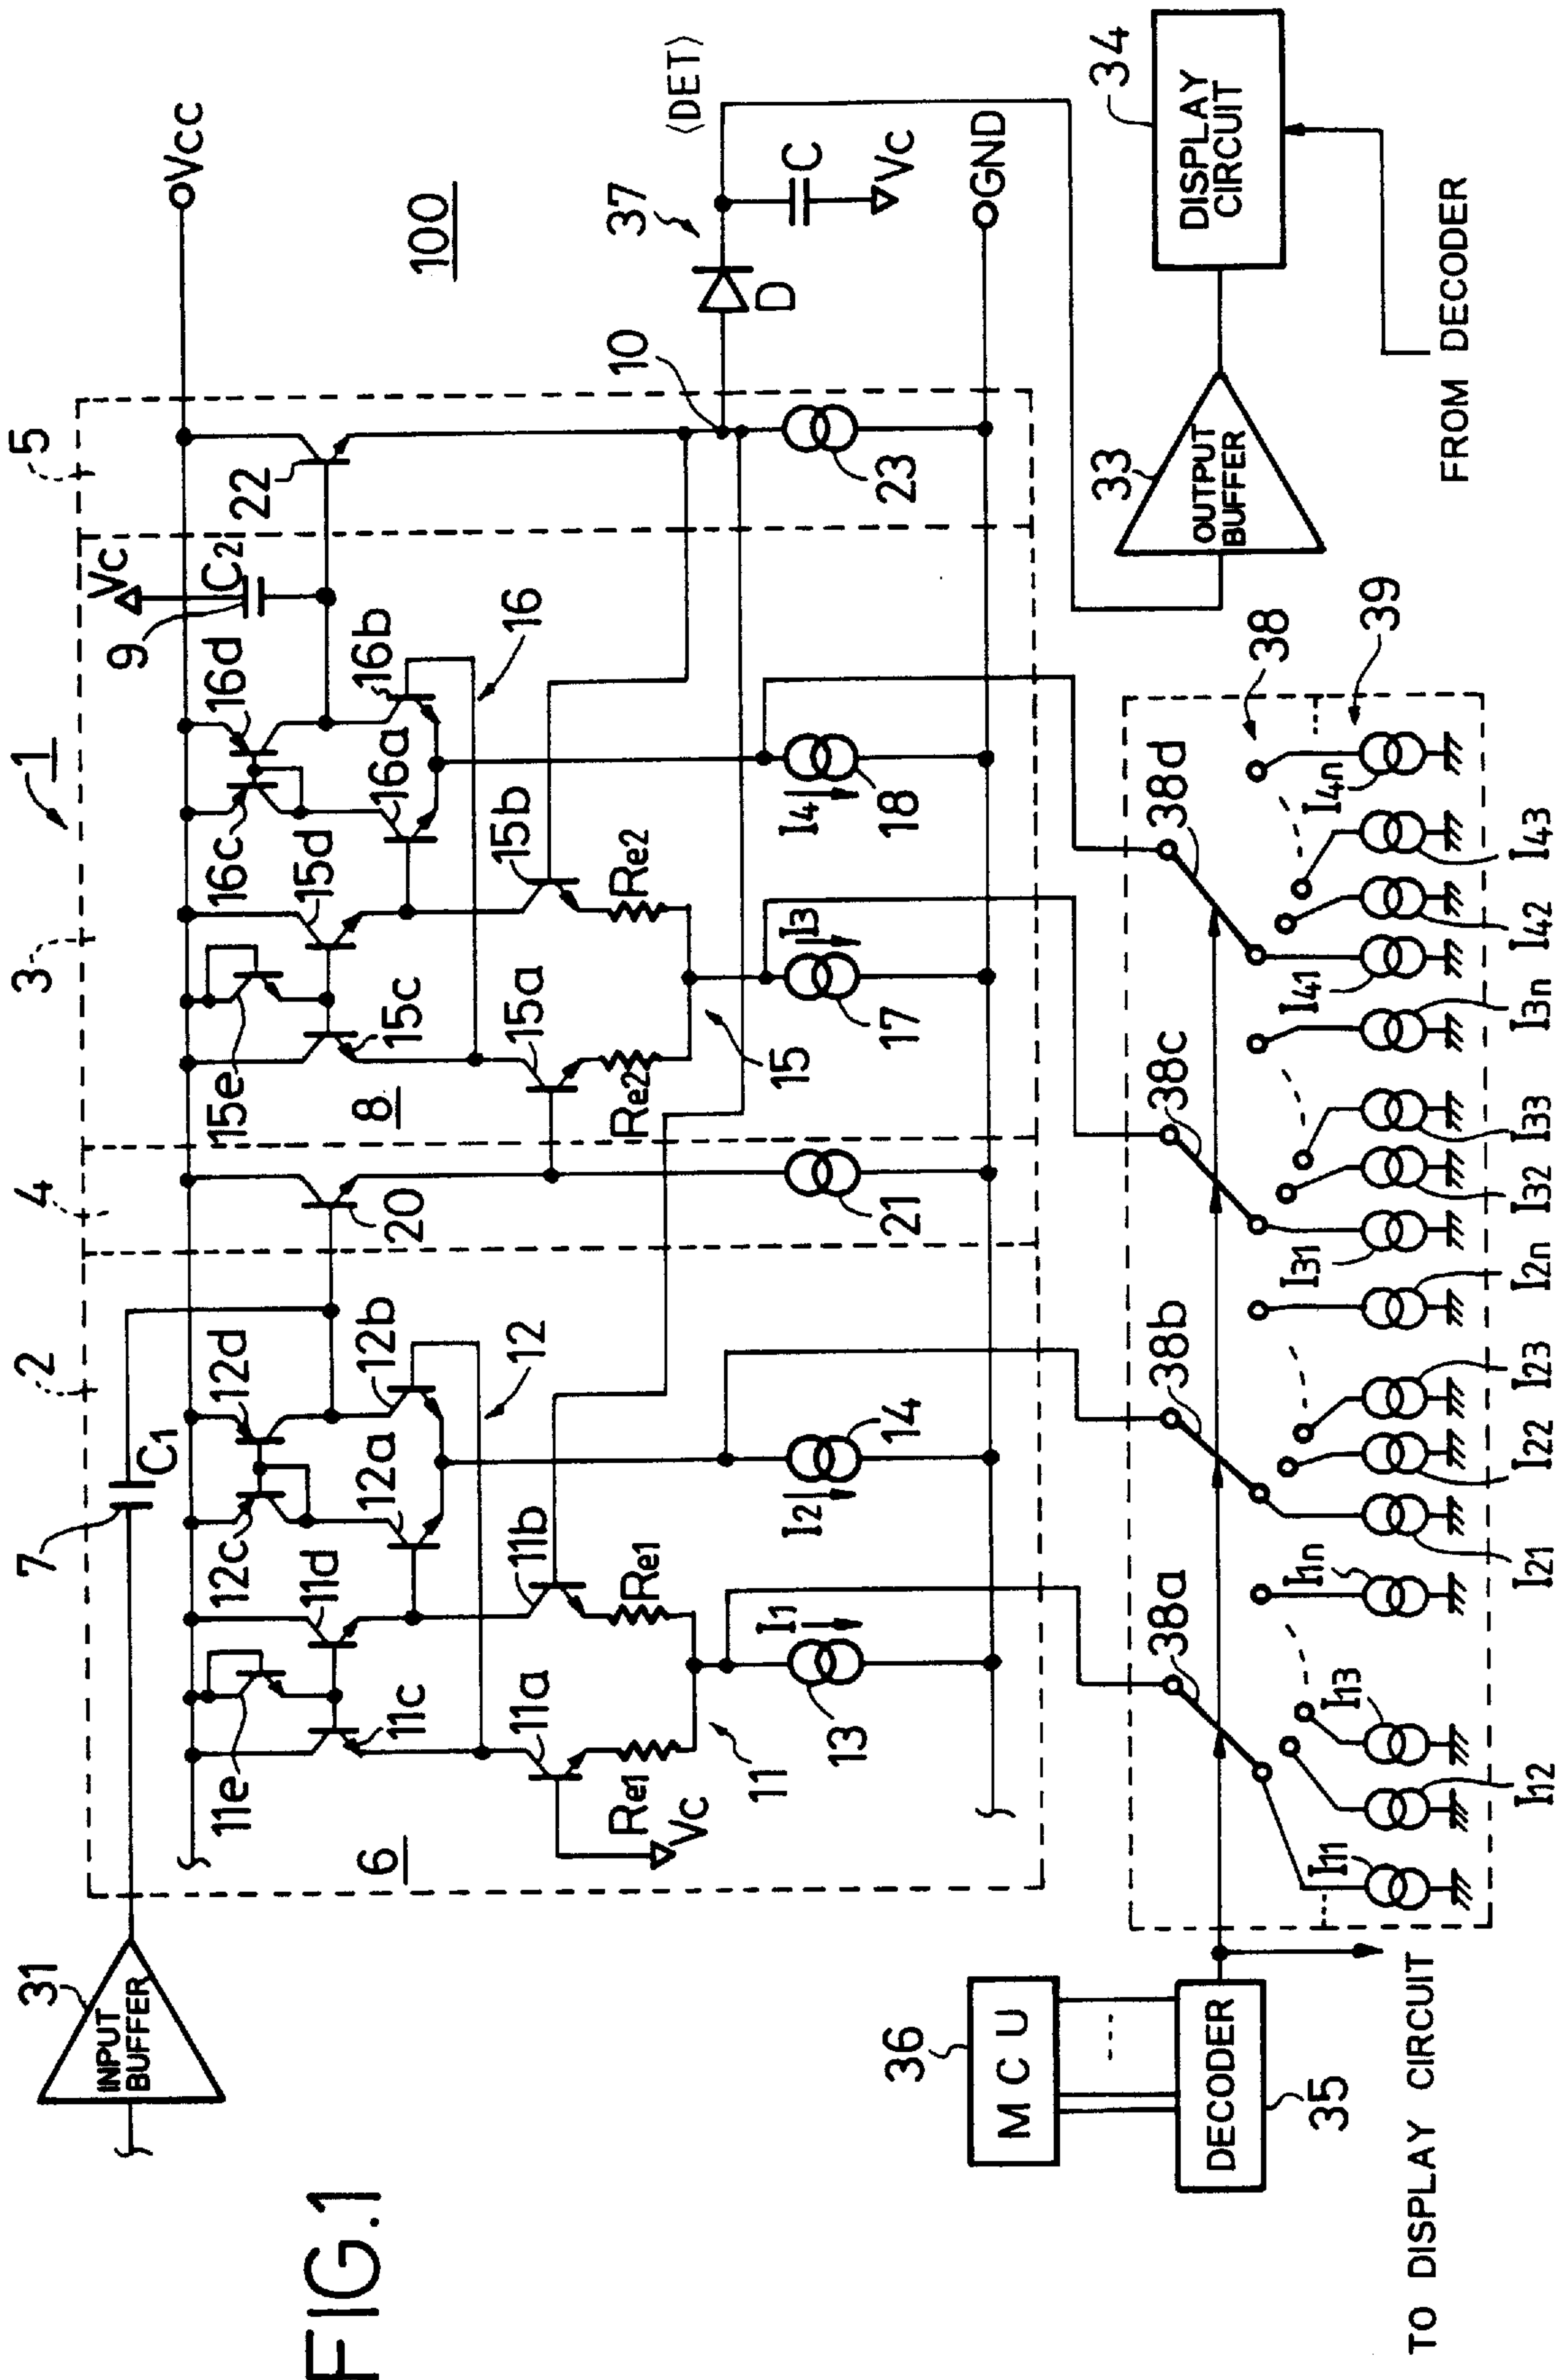 FIG.1
31
INPUT
BUFFER
7
C1
2
4
3
1
5
Vcc
100
6
11e
11c
11d
12c
12d
12a
12b
12
11a
11b
Re1
Re1
Vc
11
13
I1
I2
14
20
21
8
15e
15c
15d
16c
16d
16a
16b
16
15a
15b
Re2
Re2
15
17
I3
I4
18
9
C2
Vc
22
23
10
D
37
C
Vc
⟨DET⟩
GND
36
MCU
DECODER
35
TO DISPLAY CIRCUIT
38a
38b
38c
38d
38
39
I11
I12
I13
I1n
I21
I22
I23
I2n
I31
I32
I33
I3n
I41
I42
I43
I4n
33
OUTPUT
BUFFER
34
DISPLAY
CIRCUIT
FROM DECODER